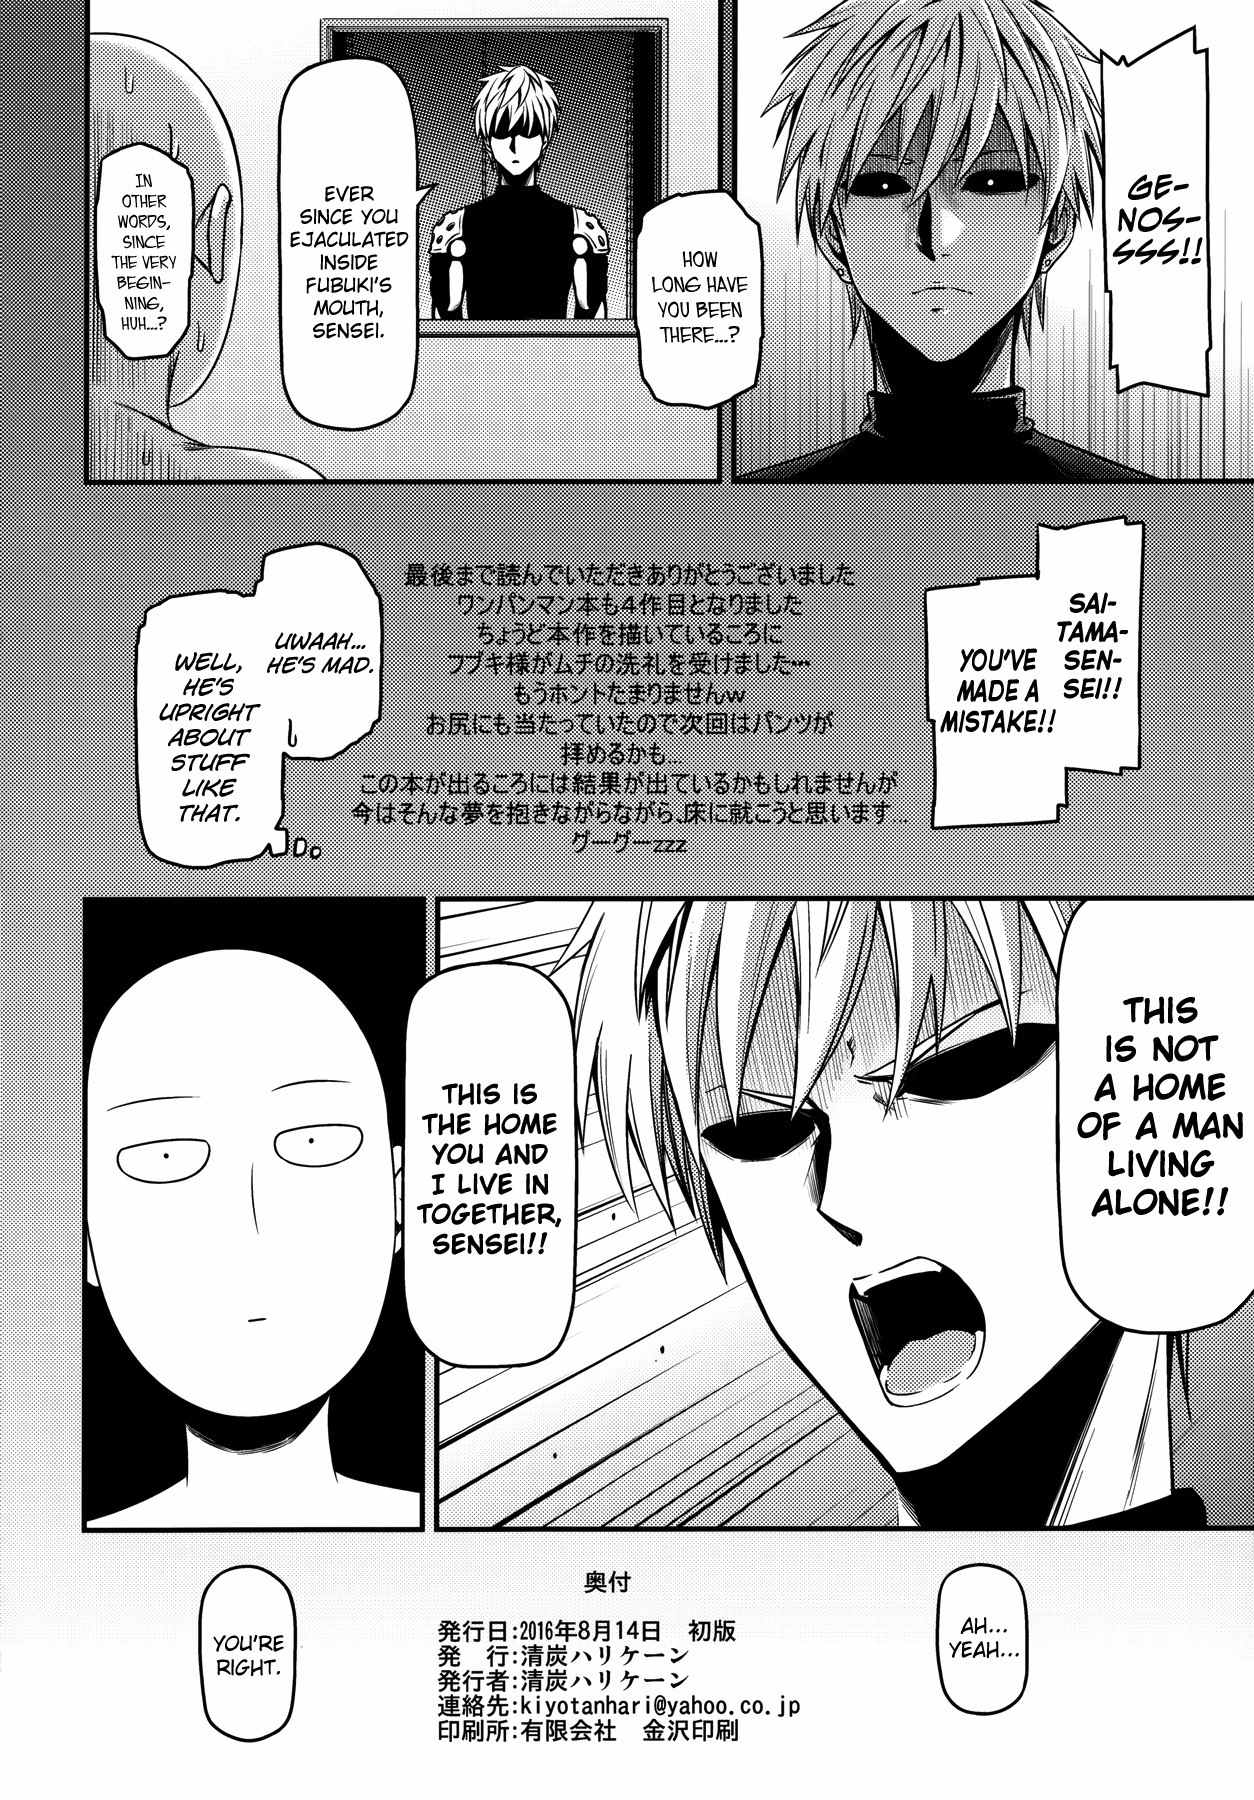 GE-
NOS-
SSS!!
HOW
LONG HAVE
YOU BEEN
THERE...?
EVER
SINCE YOU
EJACULATED
INSIDE
FUBUKI'S
MOUTH,
SENSEI.
IN
OTHER
WORDS,
SINCE
THE VERY
BEGIN-
NING,
HUH...?
SAI-
TAMA-
SEN-
SEI!!
YOU'VE
MADE A
MISTAKE!!
最後まで読んでいただきありがとうございました
ワンパンマン本も4作目となりました
ちょうど本作を描いているころに
フブキ様がムチの洗礼を受けました…
もうホントたまりませんw
お尻にも当たっていたので次回はパンツが
拝めるかも...
この本が出るころには結果が出ているかもしれませんが
今はそんな夢を抱きながらながら、床に就こうと思います...
グ……グ……zzz
UWAAH...
HE'S MAD.
WELL,
HE'S
UPRIGHT
ABOUT
STUFF
LIKE
THAT.
THIS
IS NOT
A HOME
OF A MAN
LIVING
ALONE!!
THIS IS
THE HOME
YOU AND
I LIVE IN
TOGETHER,
SENSEI!!
AH...
YEAH...
YOU'RE
RIGHT.
奥付
発行日:2016年8月14日　初版
発　行:清炭ハリケーン
発行者:清炭ハリケーン
連絡先:kiyotanhari@yahoo.co.jp
印刷所:有限会社　金沢印刷